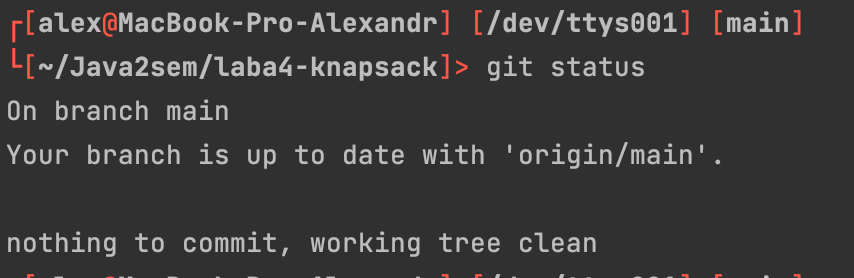 [alex@MacBook-Pro-Alexandr] [/dev/ttys001] [main]
[~/Java2sem/laba4-knapsack]> git status
On branch main
Your branch is up to date with 'origin/main'.
nothing to commit, working tree clean